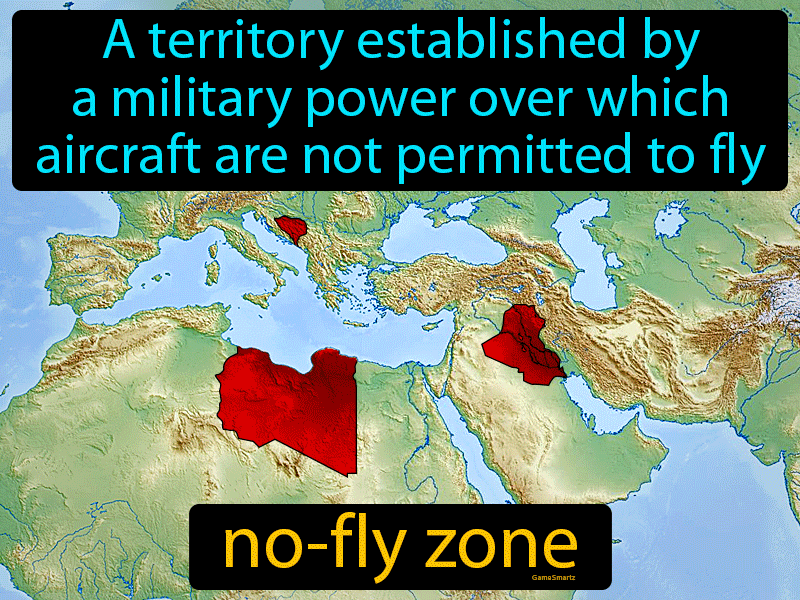 A territory established by
a military power over which
aircraft are not permitted to fly
no-fly zone
GameSmartz